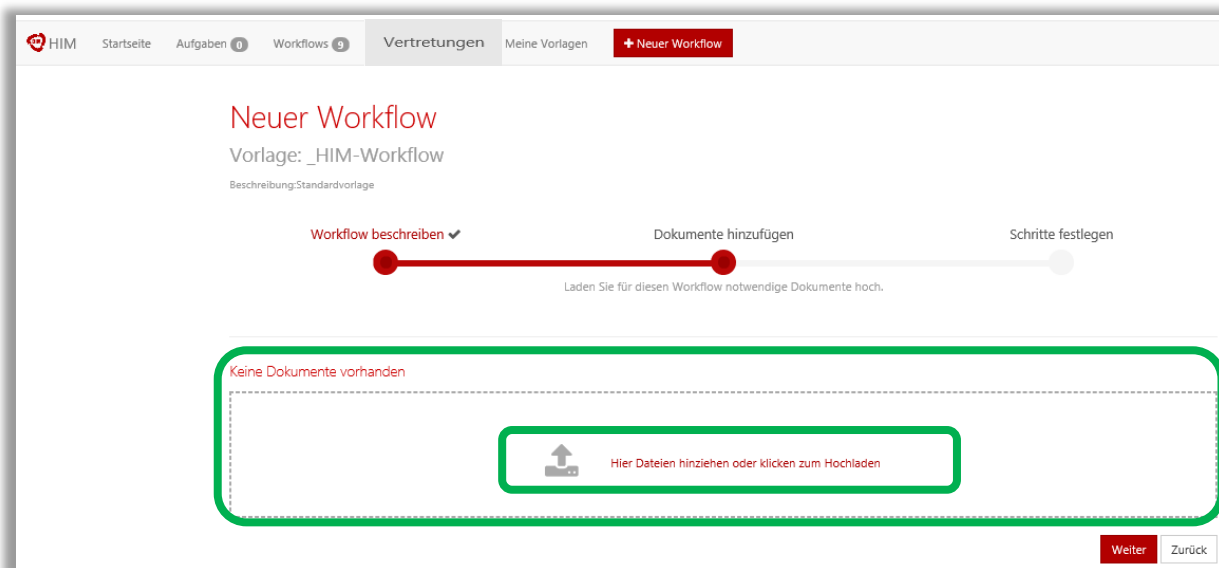 HIM Startseite Aufgaben 0 Workflows 9 Vertretungen Meine Vorlagen + Neuer Workflow
Neuer Workflow
Vorlage: _HIM-Workflow
Beschreibung:Standardvorlage
Workflow beschreiben ✔ Dokumente hinzufügen Schritte festlegen
Laden Sie für diesen Workflow notwendige Dokumente hoch.
Keine Dokumente vorhanden
Hier Dateien hinziehen oder klicken zum Hochladen
Weiter Zurück